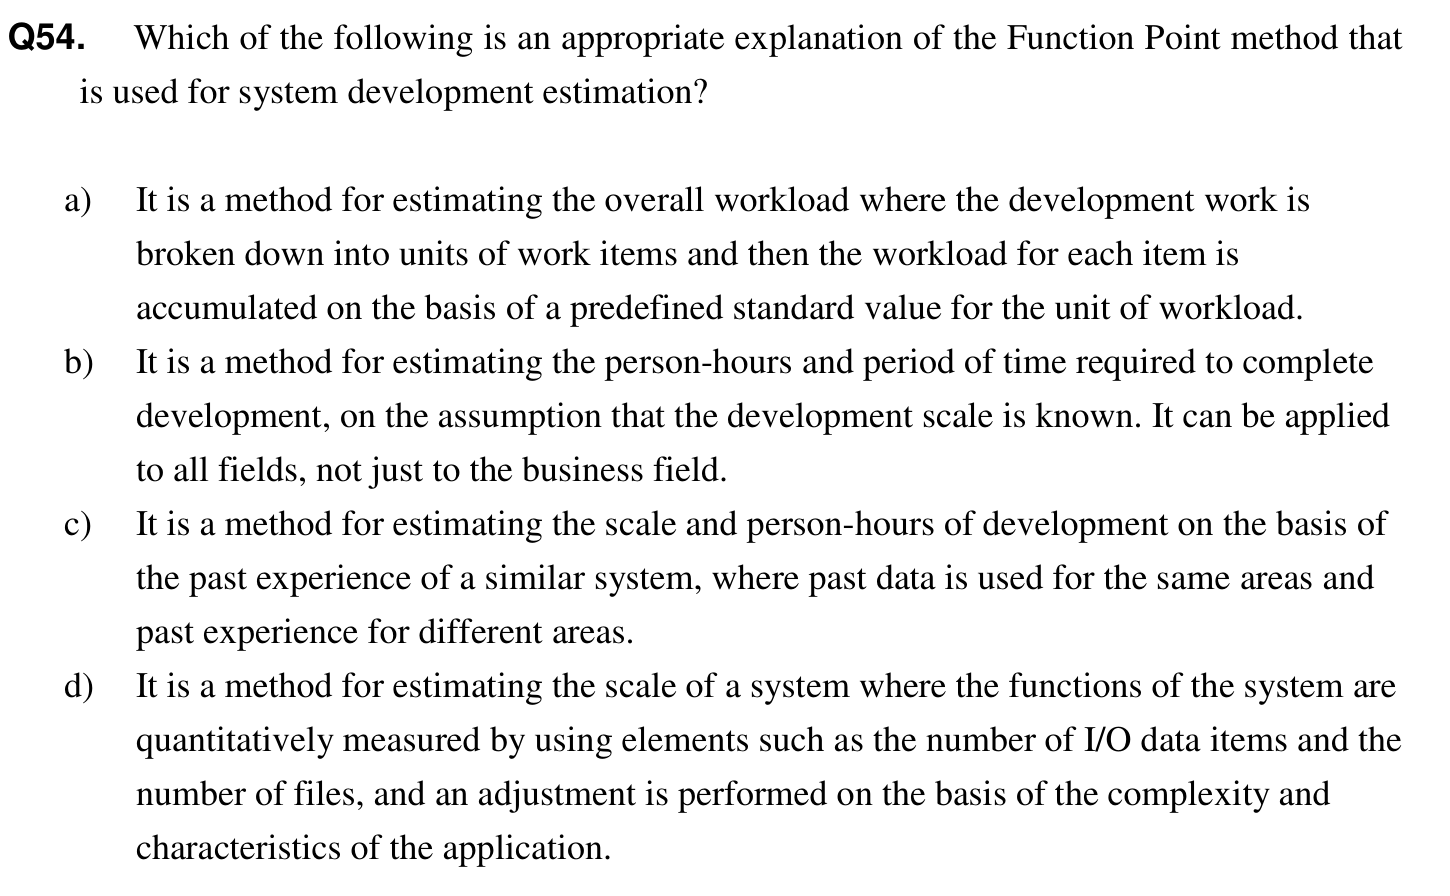 Q54. Which of the following is an appropriate explanation of the Function Point method that
is used for system development estimation?
a) It is a method for estimating the overall workload where the development work is
broken down into units of work items and then the workload for each item is
accumulated on the basis of a predefined standard value for the unit of workload.
b) It is a method for estimating the person-hours and period of time required to complete
development, on the assumption that the development scale is known. It can be applied
to all fields, not just to the business field.
c) It is a method for estimating the scale and person-hours of development on the basis of
the past experience of a similar system, where past data is used for the same areas and
past experience for different areas.
d) It is a method for estimating the scale of a system where the functions of the system are
quantitatively measured by using elements such as the number of I/O data items and the
number of files, and an adjustment is performed on the basis of the complexity and
characteristics of the application.